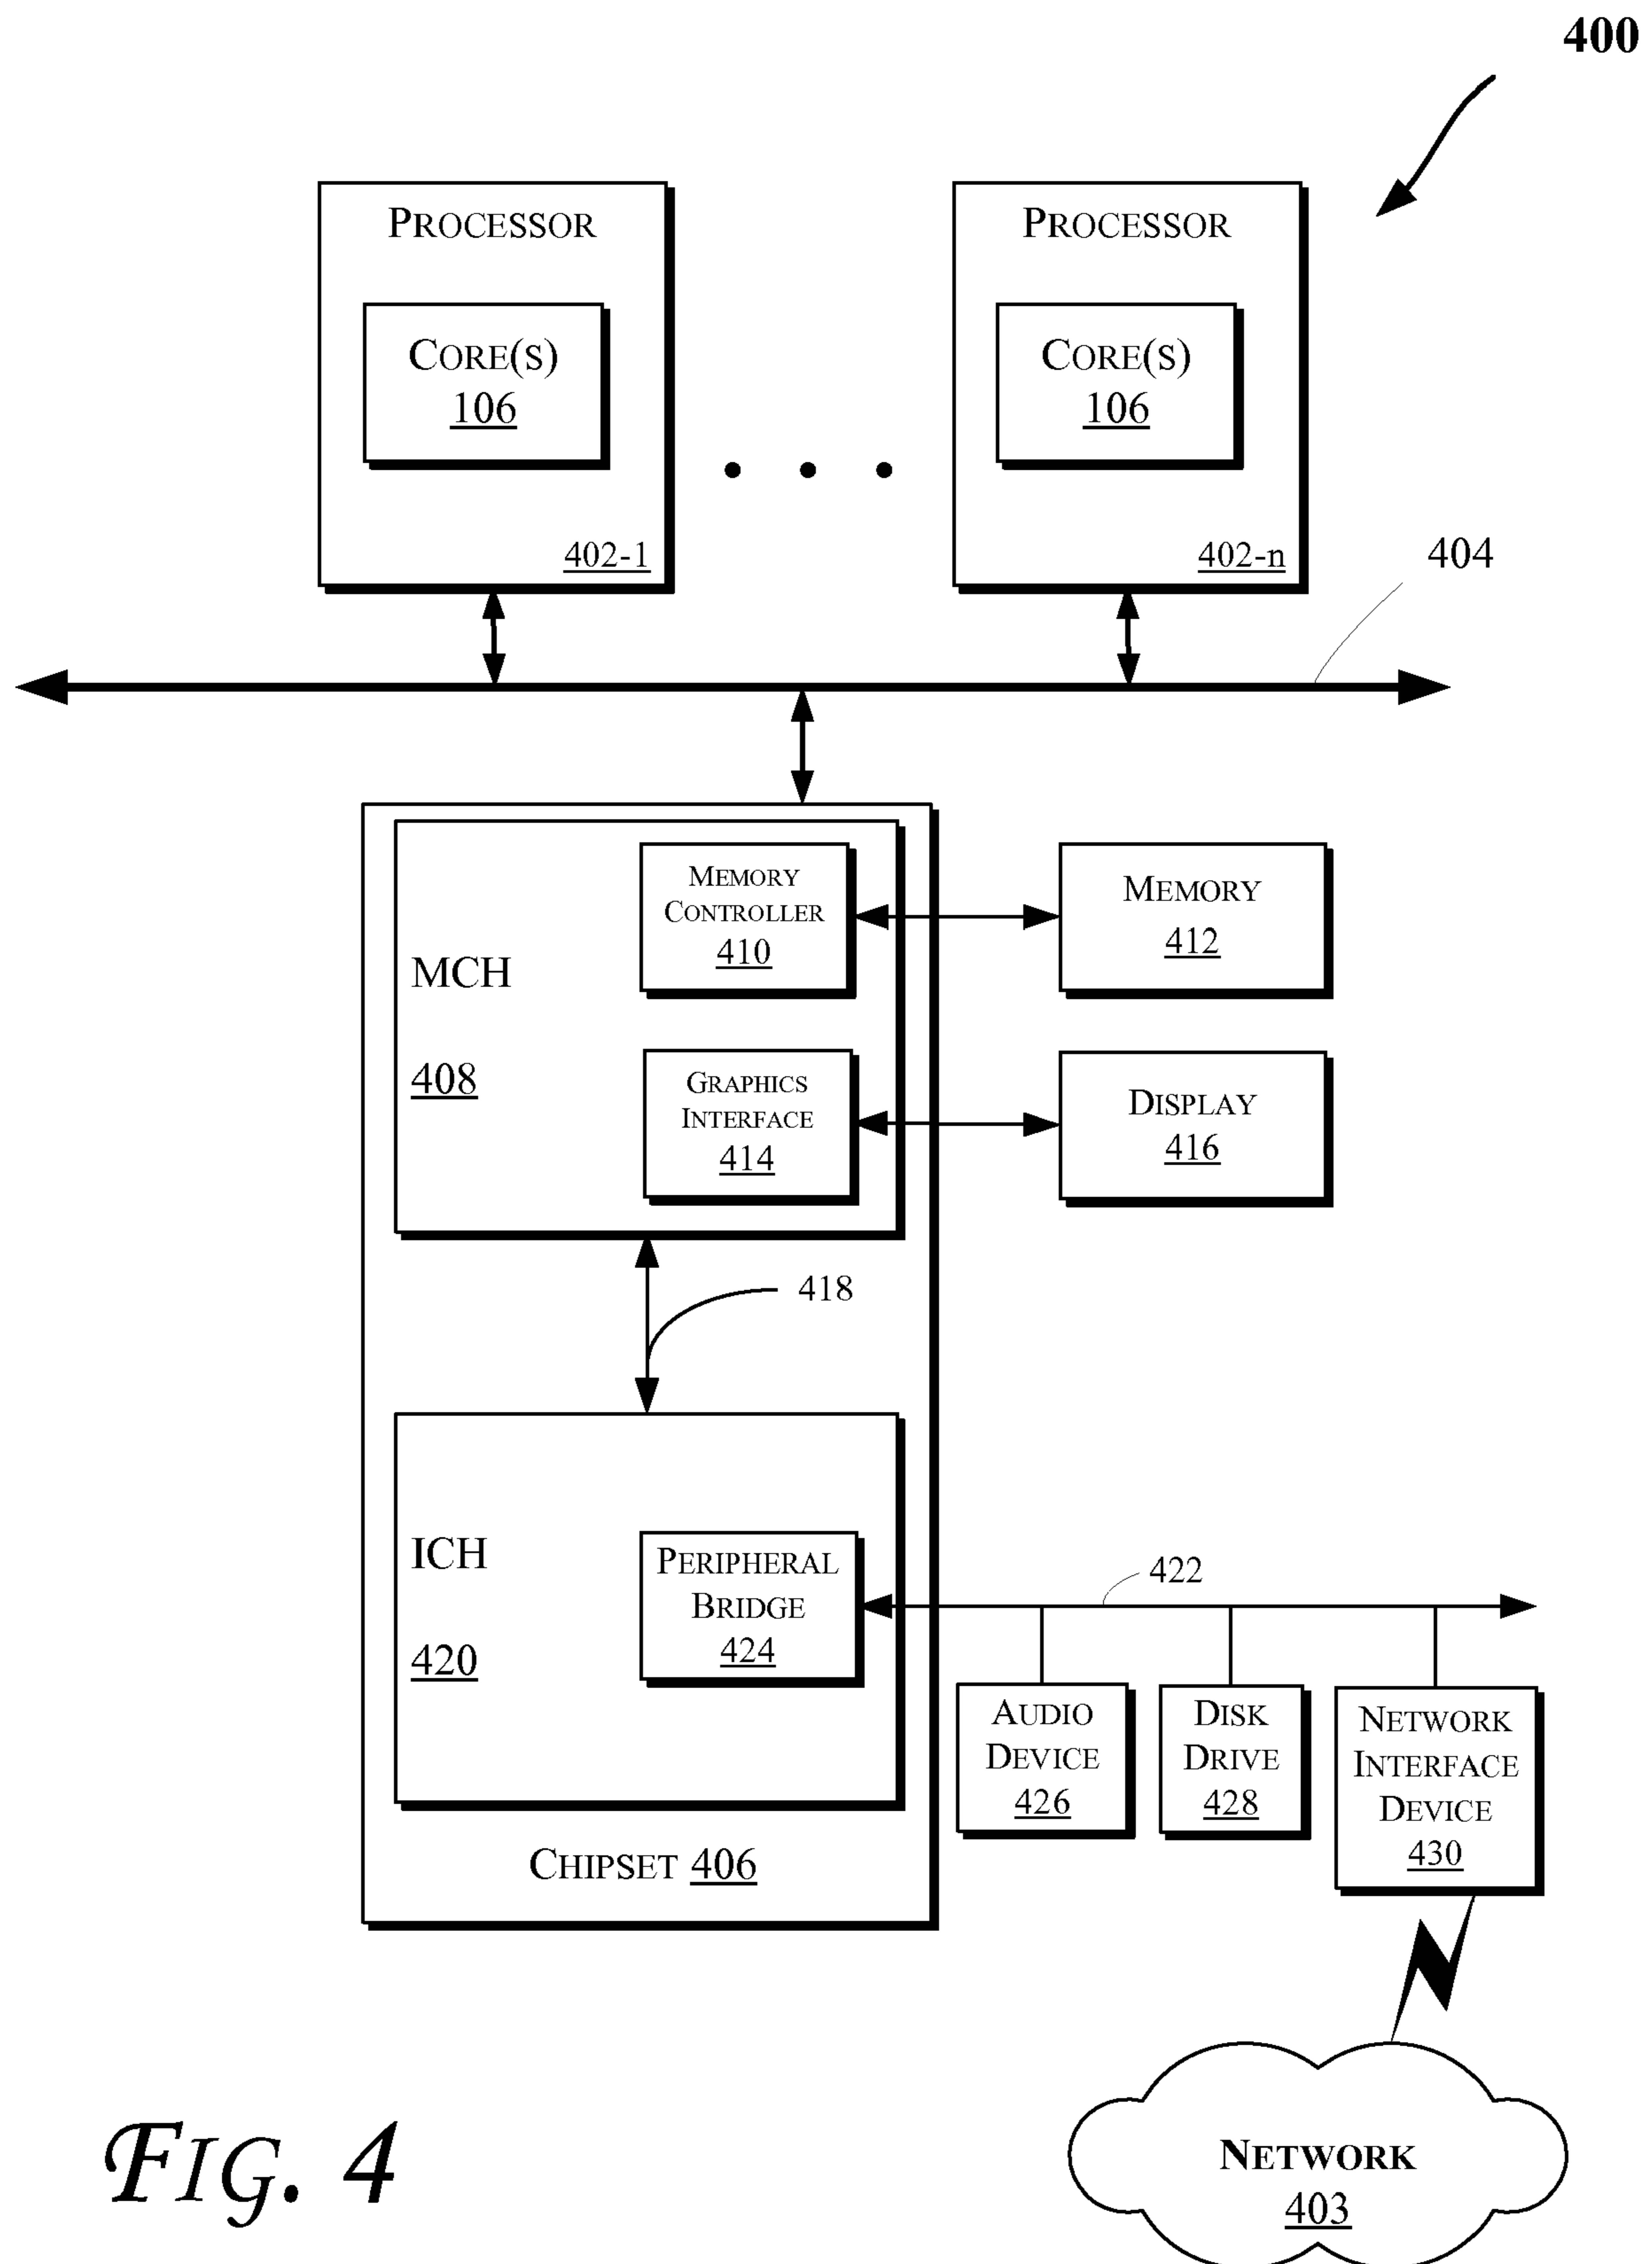 400
PROCESSOR
CORE(S)
106
402-1
PROCESSOR
CORE(S)
106
402-n
404
MCH
408
MEMORY
CONTROLLER
410
MEMORY
412
GRAPHICS
INTERFACE
414
DISPLAY
416
418
ICH
420
PERIPHERAL
BRIDGE
424
422
AUDIO
DEVICE
426
DISK
DRIVE
428
NETWORK
INTERFACE
DEVICE
430
CHIPSET 406
NETWORK
403
FIG. 4